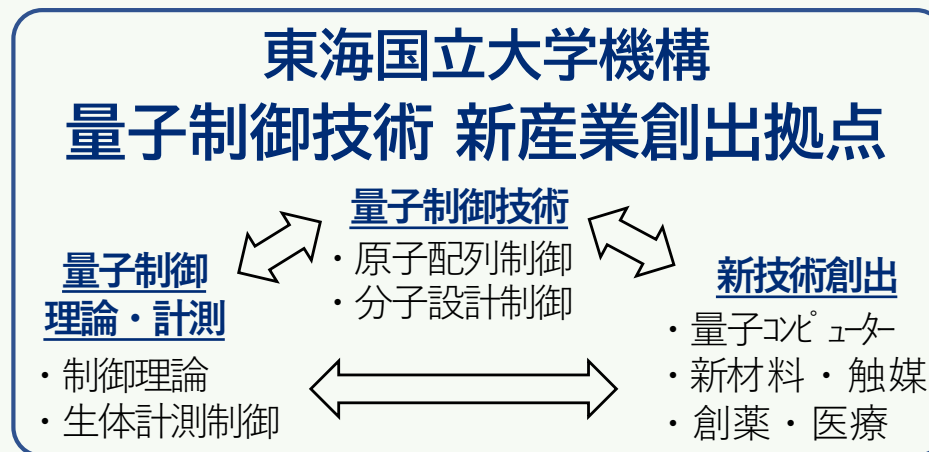 東海国立大学機構
量子制御技術 新産業創出拠点
量子制御技術
・原子配列制御
・分子設計制御
量子制御
理論・計測
・制御理論
・生体計測制御
新技術創出
・量子ｺﾝﾋﾟｭｰﾀｰ
・新材料・触媒
・創薬・医療